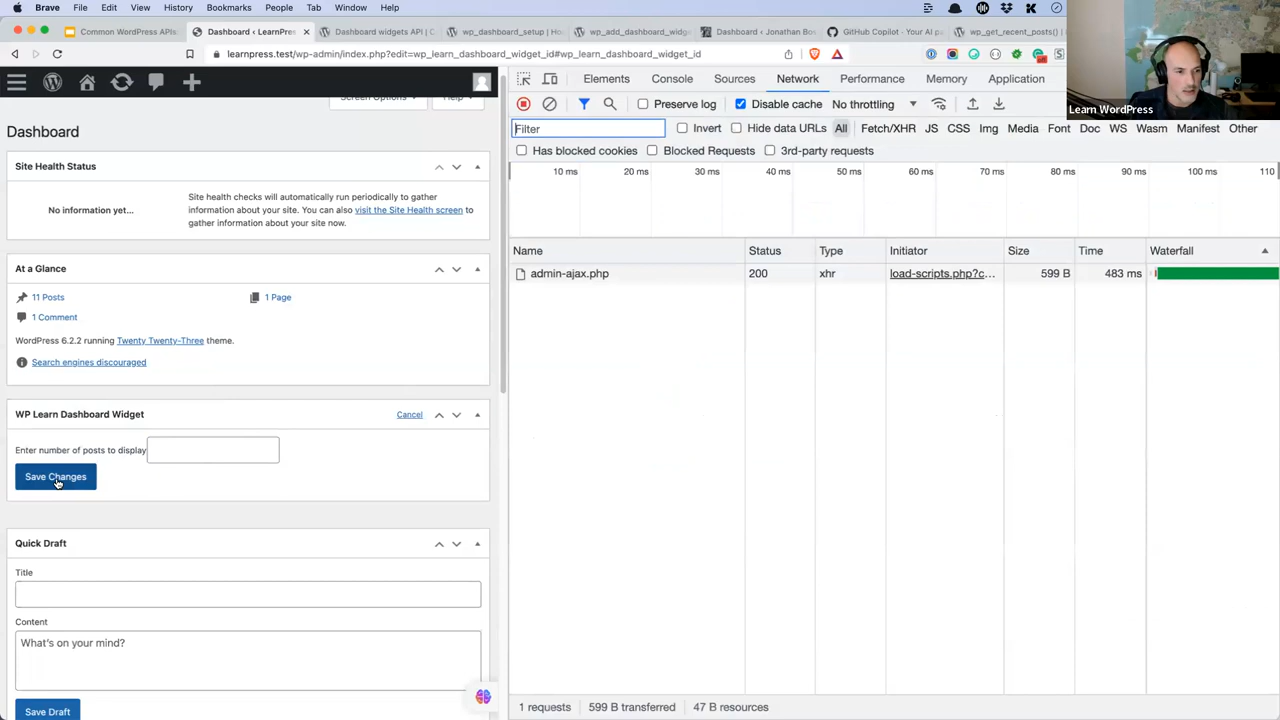 Brave File Edit View History Bookmarks People Tab Window Help
Common WordPress APIs:
Dashboard ‹ LearnPres
Dashboard widgets API | C
wp_dashboard_setup | Ho
wp_add_dashboard_widg
Dashboard ‹ Jonathan Bo
GitHub Copilot · Your AI p
wp_get_recent_posts()
learnpress.test/wp-admin/index.php?edit=wp_learn_dashboard_widget_id#wp_learn_dashboard_widget_id
Learn WordPress
Screen Options Help
Dashboard
Site Health Status
No information yet...
Site health checks will automatically run periodically to gather
information about your site. You can also visit the Site Health screen to
gather information about your site now.
At a Glance
11 Posts 1 Page
1 Comment
WordPress 6.2.2 running Twenty Twenty-Three theme.
Search engines discouraged
WP Learn Dashboard Widget Cancel
Enter number of posts to display
Save Changes
Quick Draft
Title
Content
What's on your mind?
Save Draft
Elements Console Sources Network Performance Memory Application
Preserve log Disable cache No throttling
Filter Invert Hide data URLs All Fetch/XHR JS CSS Img Media Font Doc WS Wasm Manifest Other
Has blocked cookies Blocked Requests 3rd-party requests
10 ms 20 ms 30 ms 40 ms 50 ms 60 ms 70 ms 80 ms 90 ms 100 ms 110
Name Status Type Initiator Size Time Waterfall
admin-ajax.php 200 xhr load-scripts.php?c... 599 B 483 ms
1 requests 599 B transferred 47 B resources